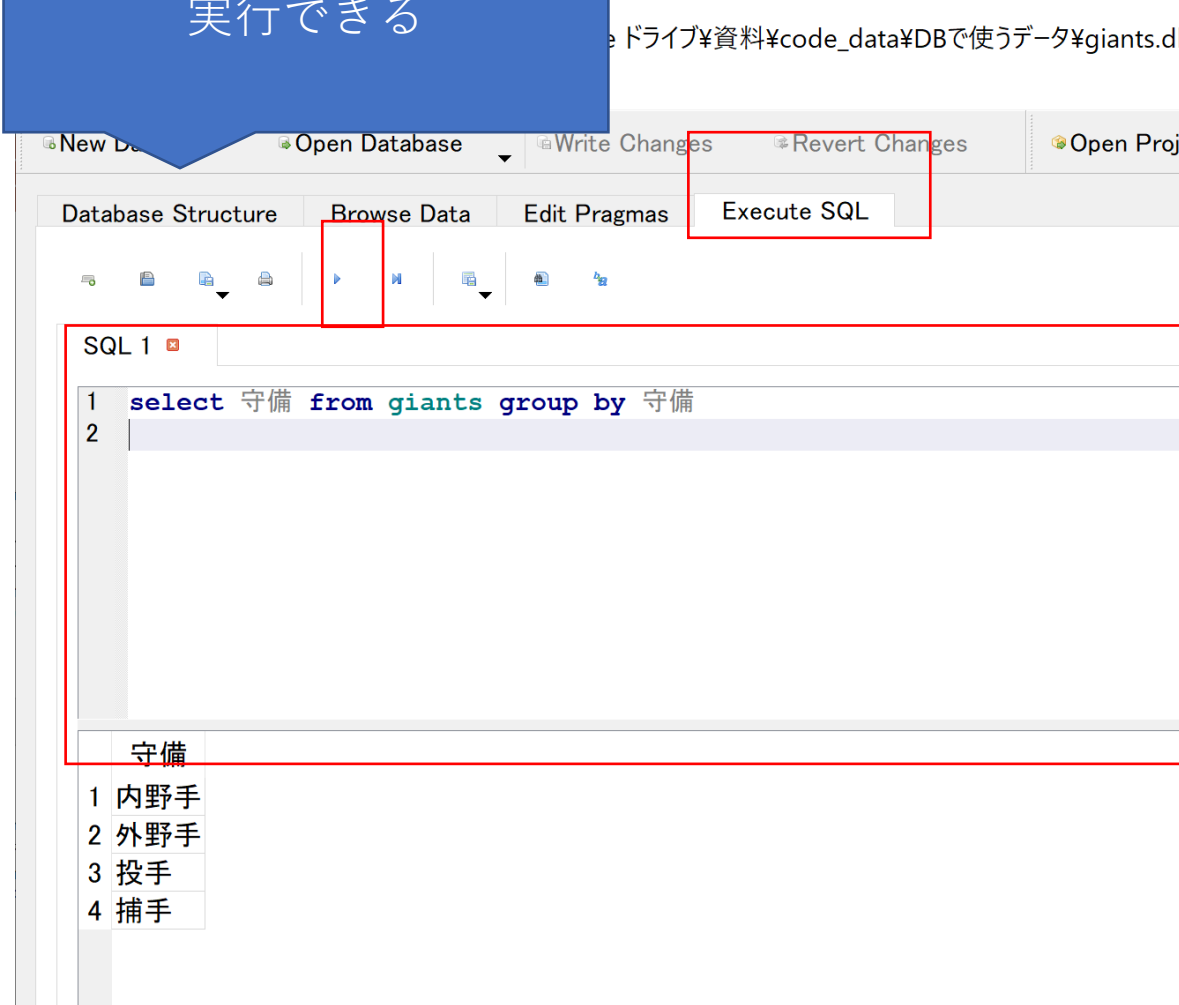 実行できる
ドライブ¥資料¥code_data¥DBで使うデータ¥giants.d
New Open Database Write Changes Revert Changes Open Proj
Database Structure Browse Data Edit Pragmas Execute SQL
SQL 1
1 select 守備 from giants group by 守備
2
守備
1 内野手
2 外野手
3 投手
4 捕手